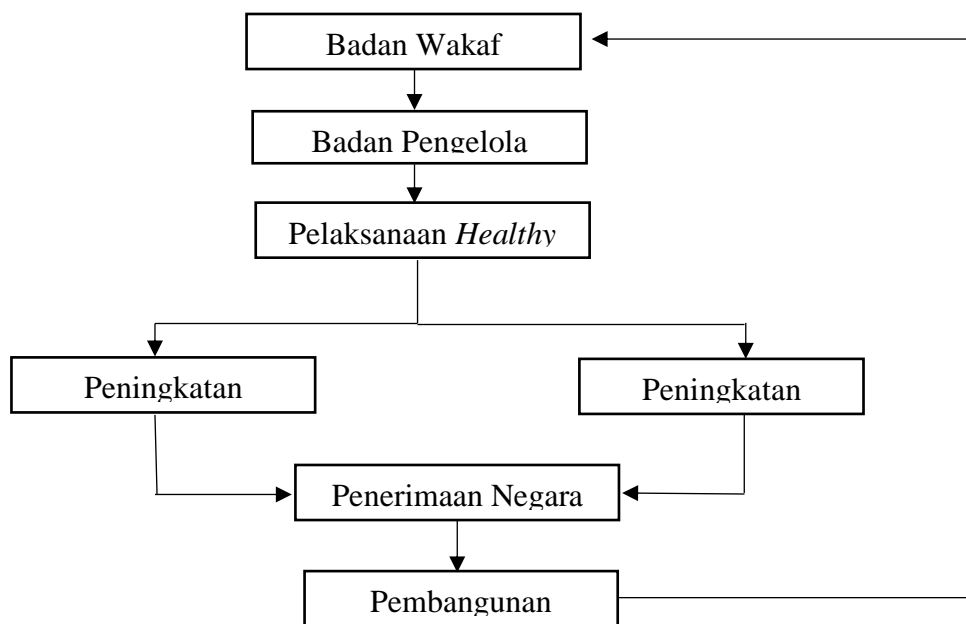 Badan Wakaf
Badan Pengelola
Pelaksanaan Healthy
Peningkatan
Peningkatan
Penerimaan Negara
Pembangunan